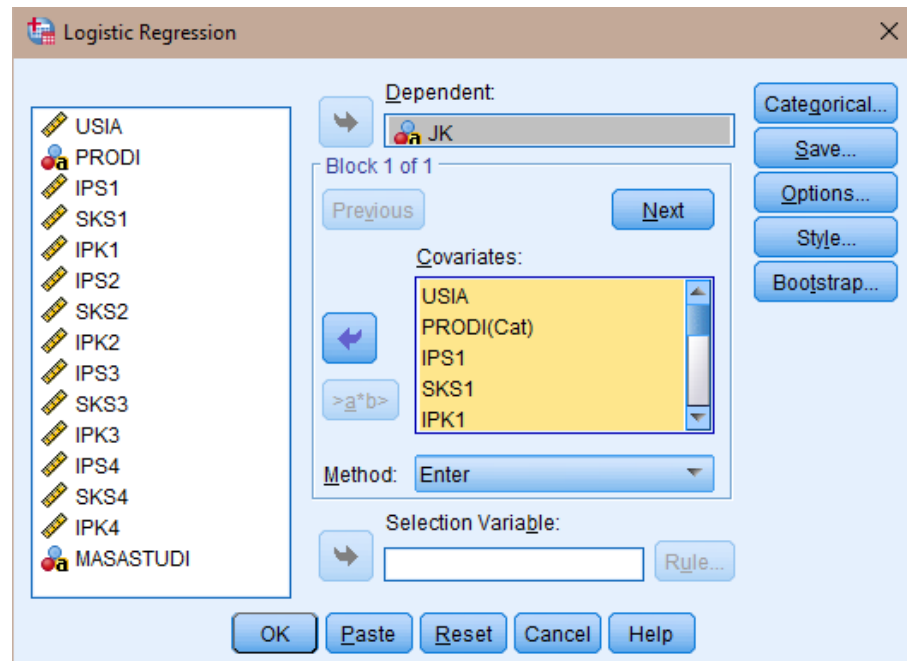 Logistic Regression
USIA
PRODI
IPS1
SKS1
IPK1
IPS2
SKS2
IPK2
IPS3
SKS3
IPK3
IPS4
SKS4
IPK4
MASASTUDI
Dependent:
JK
Block 1 of 1
Previous
Next
Covariates:
USIA
PRODI(Cat)
IPS1
SKS1
IPK1
>a*b>
Method: Enter
Selection Variable:
Rule...
Categorical...
Save...
Options...
Style...
Bootstrap...
OK Paste Reset Cancel Help